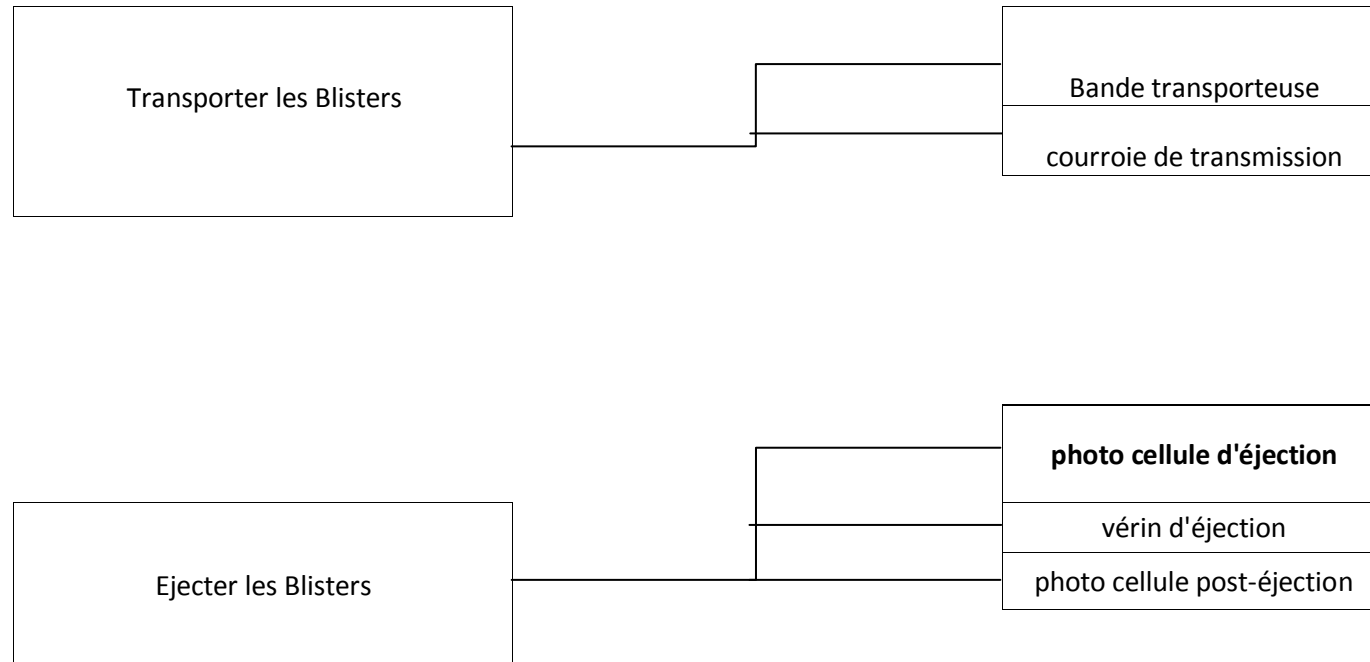 Transporter les Blisters
Bande transporteuse
courroie de transmission
photo cellule d'éjection
vérin d'éjection
Ejecter les Blisters
photo cellule post-éjection